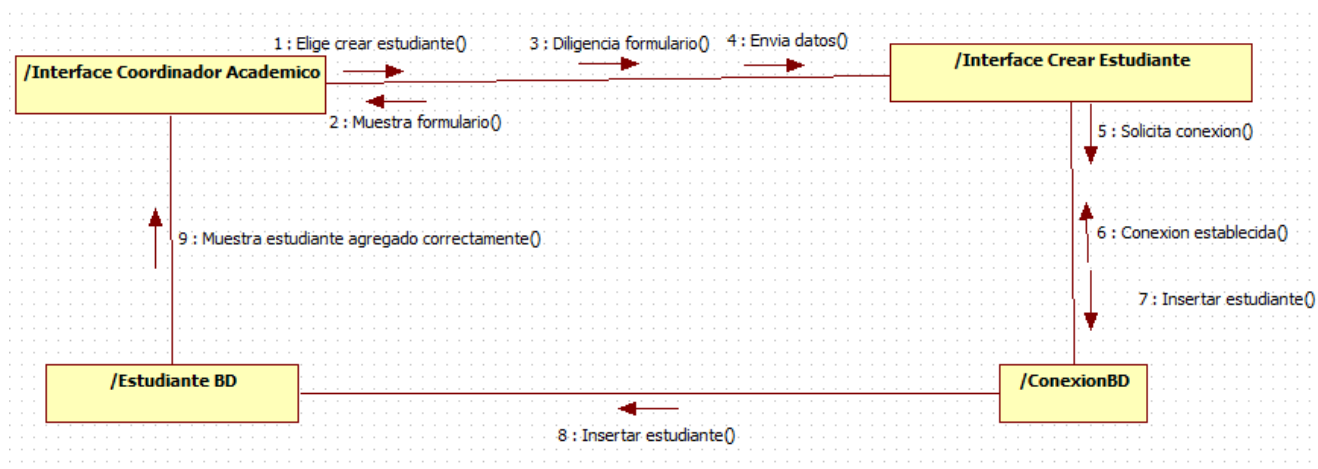 1 : Elige crear estudiante()
3 : Diligencia formulario()
4 : Envia datos()
/Interface Coordinador Academico
/Interface Crear Estudiante
2 : Muestra formulario()
5 : Solicita conexion()
9 : Muestra estudiante agregado correctamente()
6 : Conexion establecida()
7 : Insertar estudiante()
/Estudiante BD
/ConexionBD
8 : Insertar estudiante()